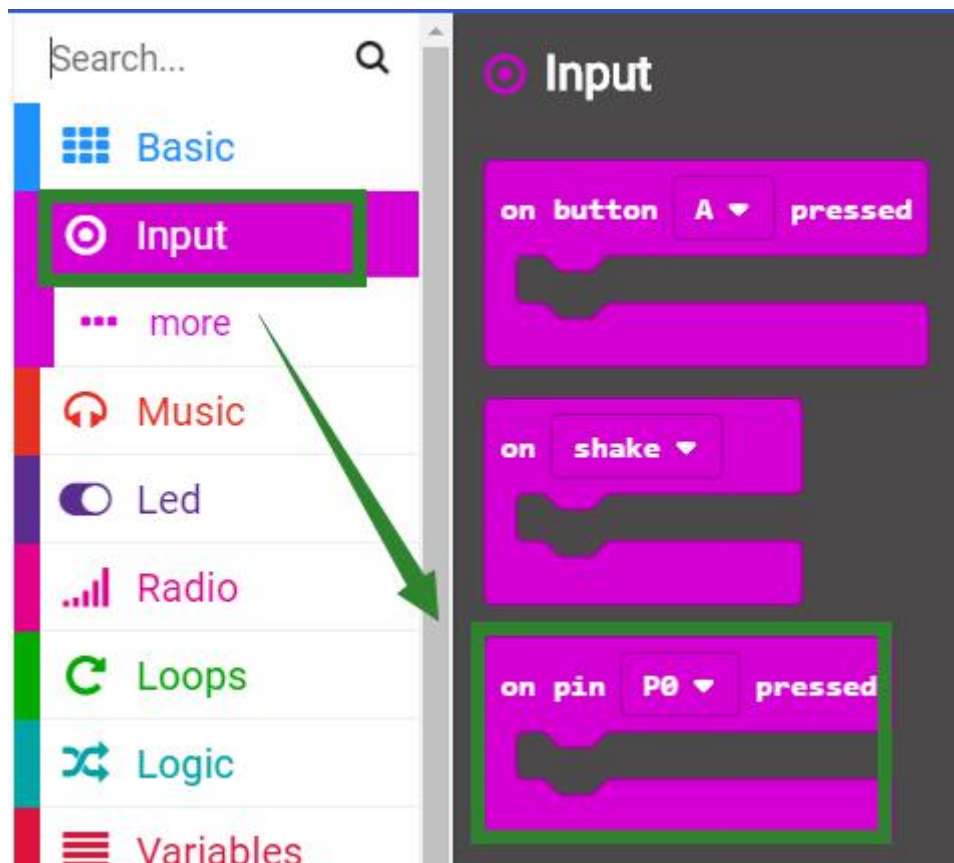 Search...
Basic
Input
more
Music
Led
Radio
Loops
Logic
Variables
Input
on button A pressed
on shake
on pin P0 pressed